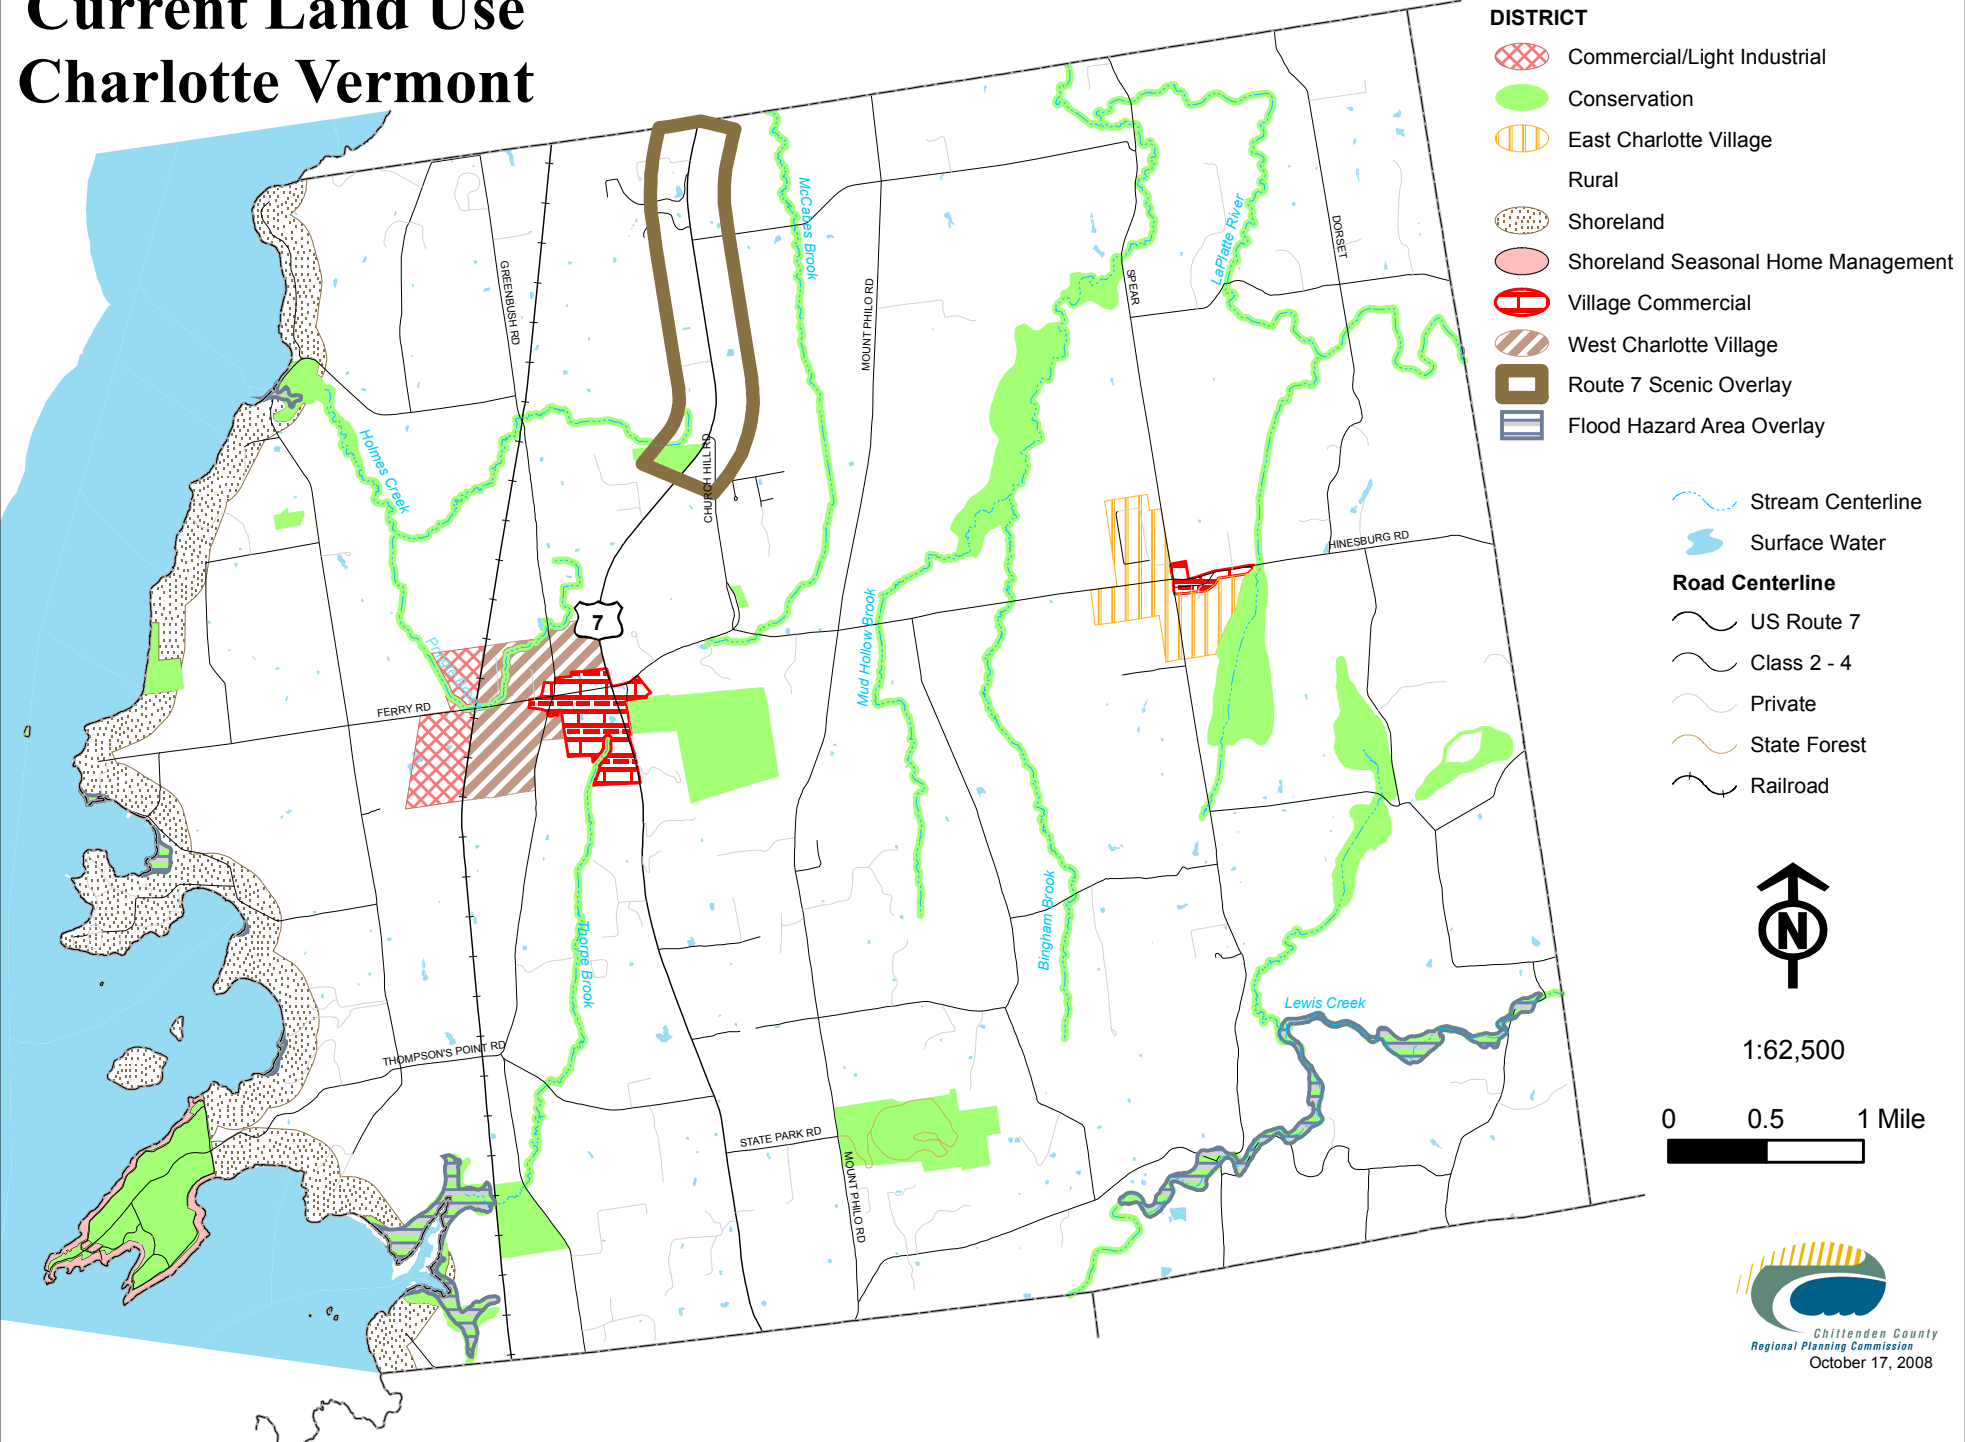 Current Land Use
Charlotte Vermont
DISTRICT
Commercial/Light Industrial
Conservation
East Charlotte Village
Rural
Shoreland
Shoreland Seasonal Home Management
Village Commercial
West Charlotte Village
Route 7 Scenic Overlay
Flood Hazard Area Overlay
Stream Centerline
Surface Water
Road Centerline
US Route 7
Class 2 - 4
Private
State Forest
Railroad
N
1:62,500
0 0.5 1 Mile
Chittenden County
Regional Planning Commission
October 17, 2008
McCabes Brook
LaPlatte River
DORSET
SPEAR
GREENBUSH RD
MOUNT PHILO RD
Holmes Creek
CHURCH HILL RD
HINESBURG RD
7
Mud Hollow Brook
FERRY RD
Bingham Brook
Thorpe Brook
Lewis Creek
THOMPSON'S POINT RD
STATE PARK RD
MOUNT PHILO RD